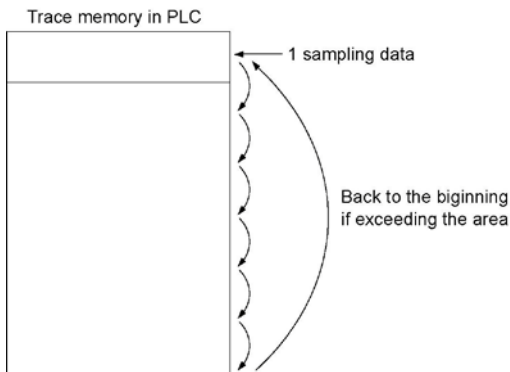 Trace memory in PLC
1 sampling data
Back to the biginning
if exceeding the area